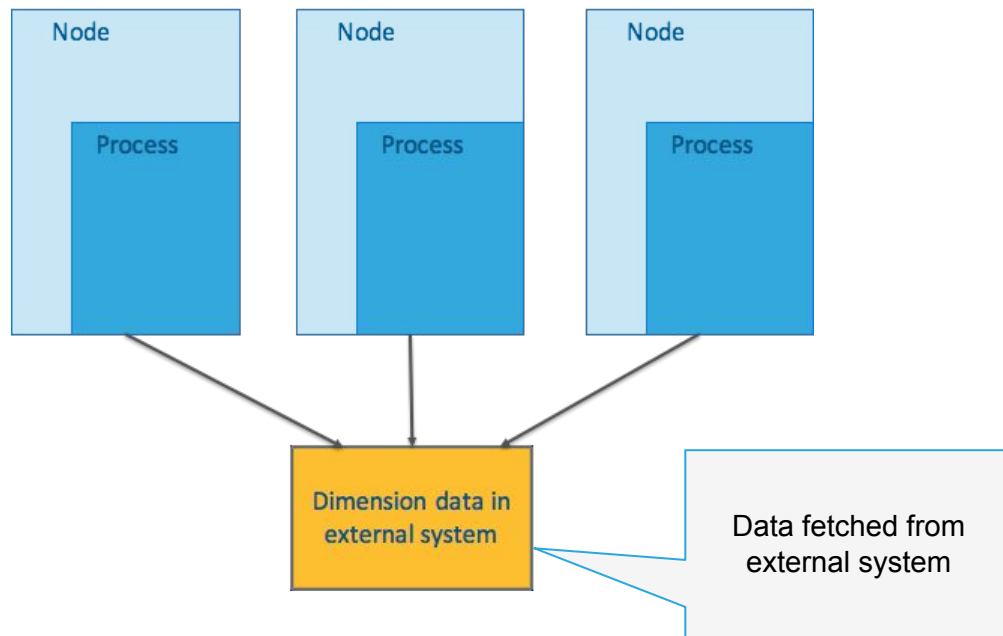 Node
Node
Node
Process
Process
Process
Dimension data in
external system
Data fetched from
external system